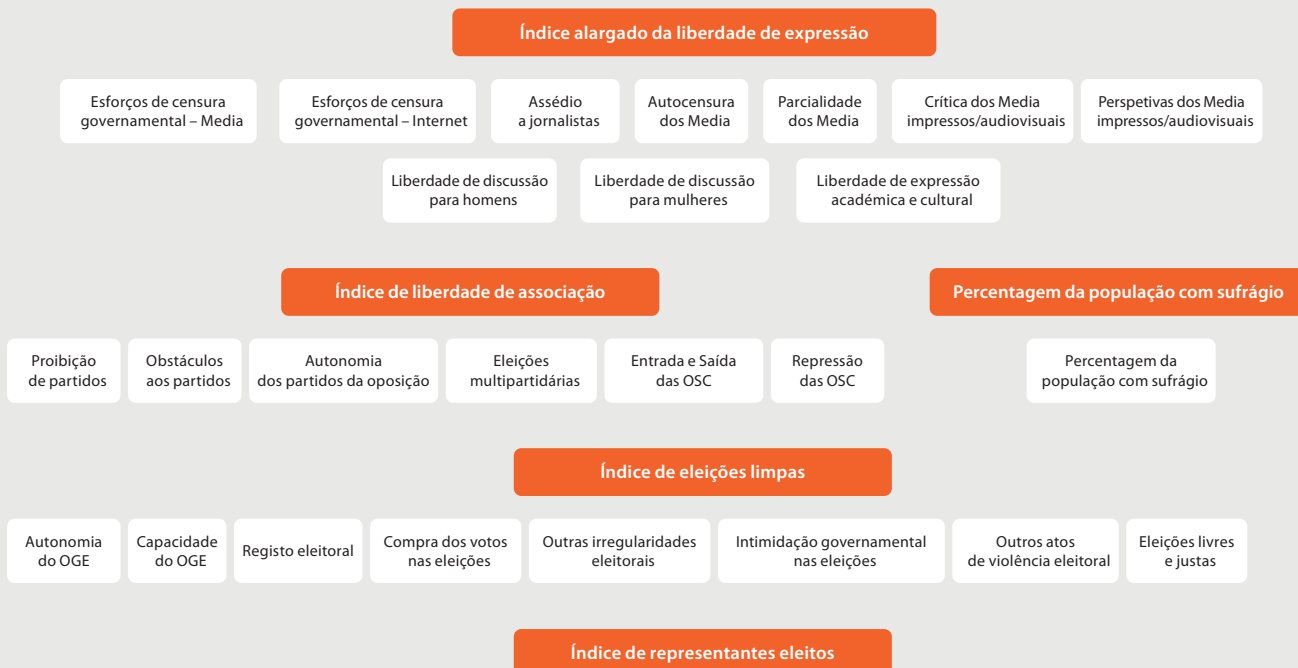 Índice alargado da liberdade de expressão
Esforços de censura
governamental – Media
Esforços de censura
governamental – Internet
Assédio
a jornalistas
Autocensura
dos Media
Parcialidade
dos Media
Crítica dos Media
impressos/audiovisuais
Perspetivas dos Media
impressos/audiovisuais
Liberdade de discussão
para homens
Liberdade de discussão
para mulheres
Liberdade de expressão
académica e cultural
Índice de liberdade de associação
Percentagem da população com sufrágio
Proibição
de partidos
Obstáculos
aos partidos
Autonomia
dos partidos da oposição
Eleições
multipartidárias
Entrada e Saída
das OSC
Repressão
das OSC
Percentagem da
população com sufrágio
Índice de eleições limpas
Autonomia
do OGE
Capacidade
do OGE
Registo eleitoral
Compra dos votos
nas eleições
Outras irregularidades
eleitorais
Intimidação governamental
nas eleições
Outros atos
de violência eleitoral
Eleições livres
e justas
Índice de representantes eleitos